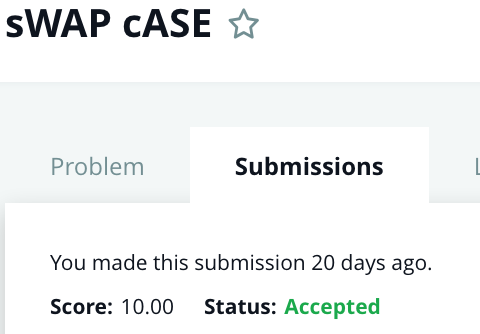 sWAP cASE
Problem
Submissions
You made this submission 20 days ago.
Score: 10.00 Status: Accepted